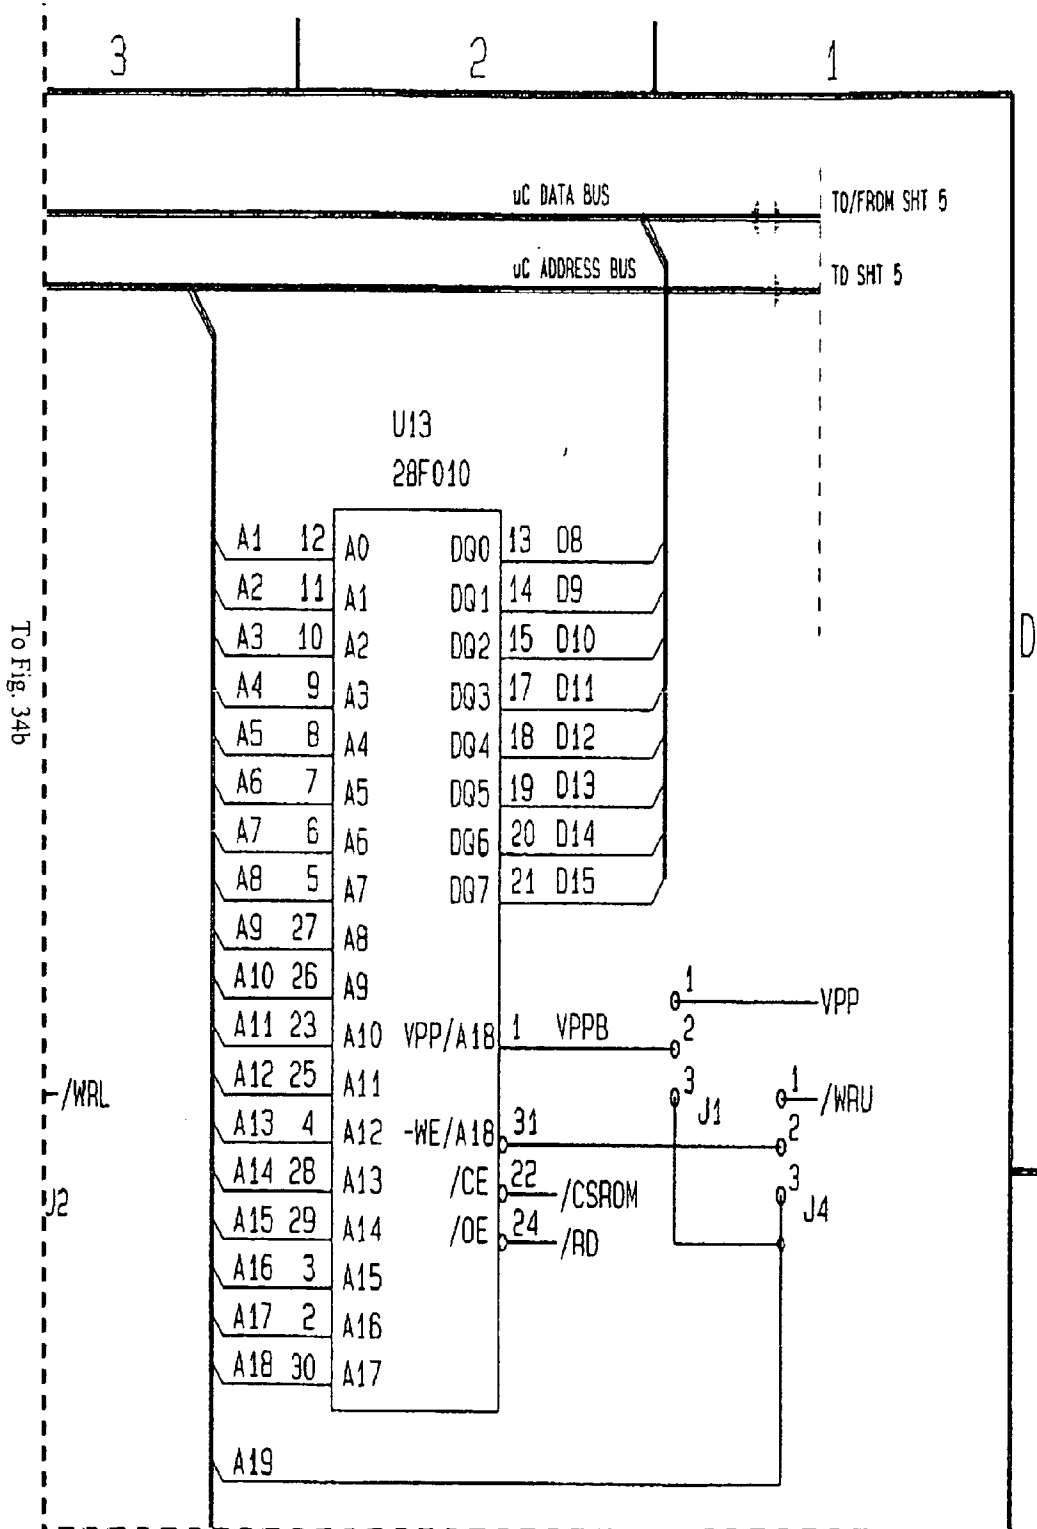 3 2 1
uC DATA BUS TO/FROM SHT 5
uC ADDRESS BUS TO SHT 5
U13
28F010
A1 12 A0 DQ0 13 D8
A2 11 A1 DQ1 14 D9
A3 10 A2 DQ2 15 D10
A4 9 A3 DQ3 17 D11
A5 8 A4 DQ4 18 D12
A6 7 A5 DQ5 19 D13
A7 6 A6 DQ6 20 D14
A8 5 A7 DQ7 21 D15
A9 27 A8
A10 26 A9
A11 23 A10 VPP/A18 1 VPPB
A12 25 A11
A13 4 A12 -WE/A18 31
A14 28 A13 /CE 22 /CSROM
A15 29 A14 /OE 24 /RD
A16 3 A15
A17 2 A16
A18 30 A17
A19
1 VPP
2
3 J1
1 /WRU
2
3 J4
/WRL
J2
D
To Fig. 34b